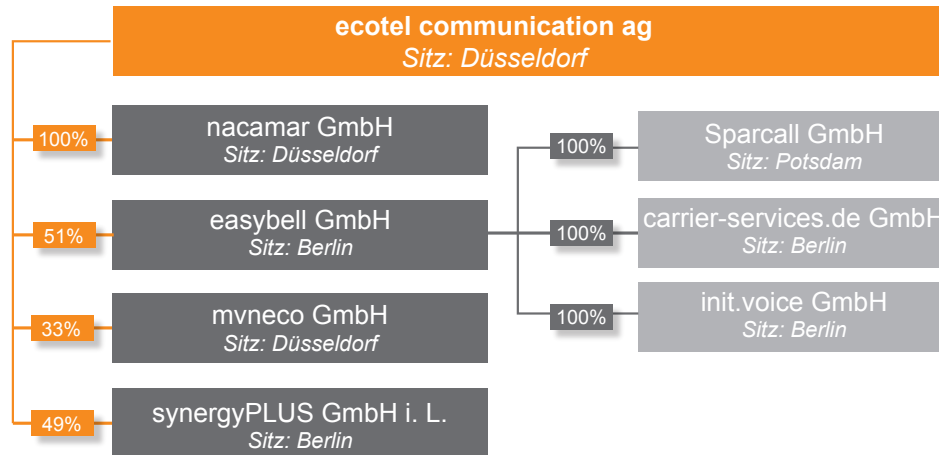 ecotel communication ag
Sitz: Düsseldorf
100%
nacamar GmbH
Sitz: Düsseldorf
51%
easybell GmbH
Sitz: Berlin
33%
mvneco GmbH
Sitz: Düsseldorf
49%
synergyPLUS GmbH i. L.
Sitz: Berlin
100%
Sparcall GmbH
Sitz: Potsdam
100%
carrier-services.de GmbH
Sitz: Berlin
100%
init.voice GmbH
Sitz: Berlin